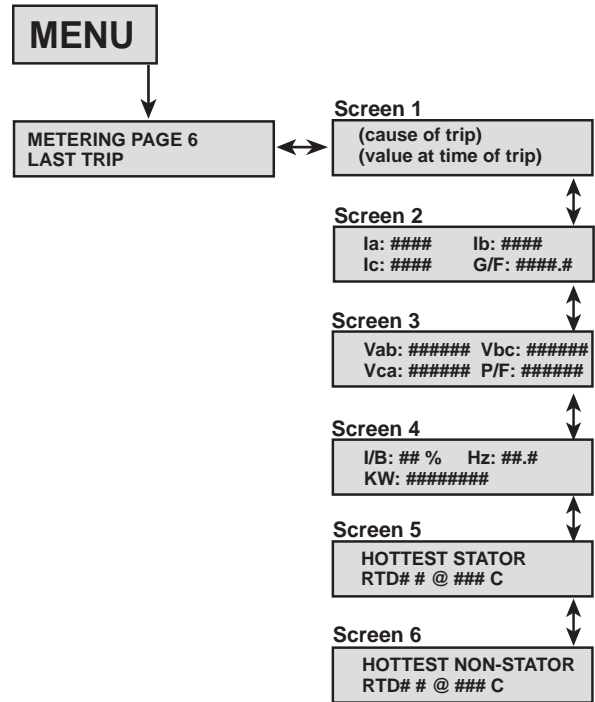 MENU
METERING PAGE 6
LAST TRIP
Screen 1
(cause of trip)
(value at time of trip)
Screen 2
Ia: #### Ib: ####
Ic: #### G/F: ####.#
Screen 3
Vab: ###### Vbc: ######
Vca: ###### P/F: ######
Screen 4
I/B: ## % Hz: ##.#
KW: ########
Screen 5
HOTTEST STATOR
RTD# # @ ### C
Screen 6
HOTTEST NON-STATOR
RTD# # @ ### C